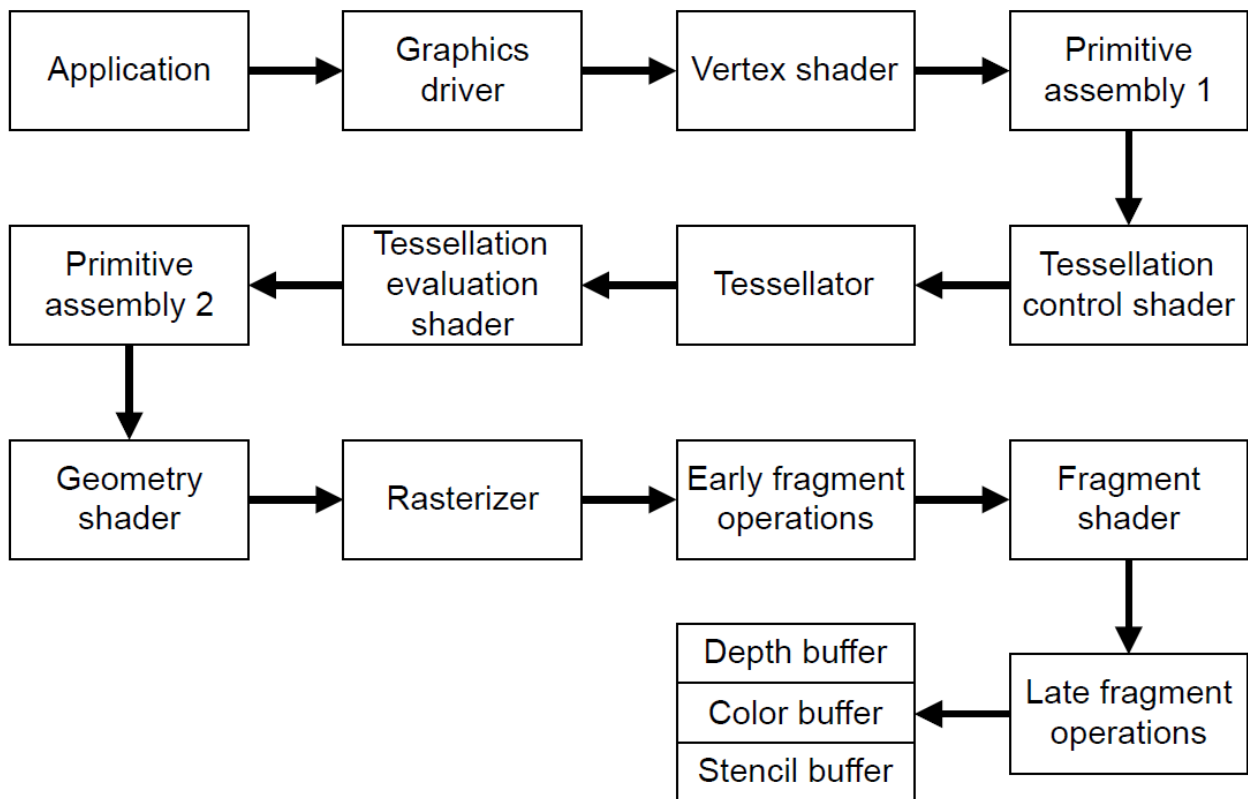 Application
Graphics
driver
Vertex shader
Primitive
assembly 1
Primitive
assembly 2
Tessellation
evaluation
shader
Tessellator
Tessellation
control shader
Geometry
shader
Rasterizer
Early fragment
operations
Fragment
shader
Depth buffer
Color buffer
Stencil buffer
Late fragment
operations